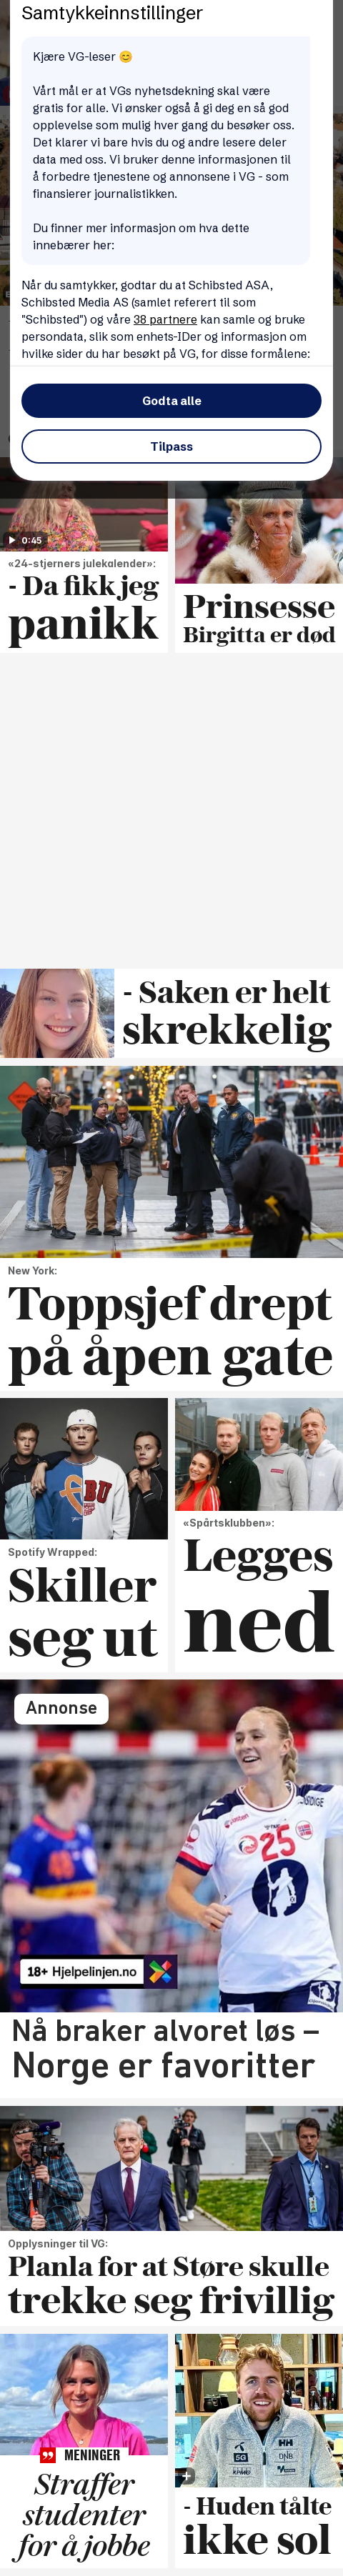 Samtykkeinnstillinger
Kjære VG-leser 😊
Vårt mål er at VGs nyhetsdekning skal være
gratis for alle. Vi ønsker også å gi deg en så god
opplevelse som mulig hver gang du besøker oss.
Det klarer vi bare hvis du og andre lesere deler
data med oss. Vi bruker denne informasjonen til
å forbedre tjenestene og annonsene i VG - som
finansierer journalistikken.
Du finner mer informasjon om hva dette
innebærer her:
Når du samtykker, godtar du at Schibsted ASA,
Schibsted Media AS (samlet referert til som
"Schibsted") og våre 38 partnere kan samle og bruke
persondata, slik som enhets-IDer og informasjon om
hvilke sider du har besøkt på VG, for disse formålene:
Godta alle
Tilpass
0:45
«24-stjerners julekalender»:
- Da fikk jeg
panikk
Prinsesse
Birgitta er død
- Saken er helt
skrekkelig
New York:
Toppsjef drept
på åpen gate
Spotify Wrapped:
Skiller
seg ut
«Spårtsklubben»:
Legges
ned
Annonse
25
18+ Hjelpelinjen.no
Nå braker alvoret løs –
Norge er favoritter
Opplysninger til VG:
Planla for at Støre skulle
trekke seg frivillig
MENINGER
Straffer
studenter
for å jobbe
DNB
- Huden tålte
ikke sol